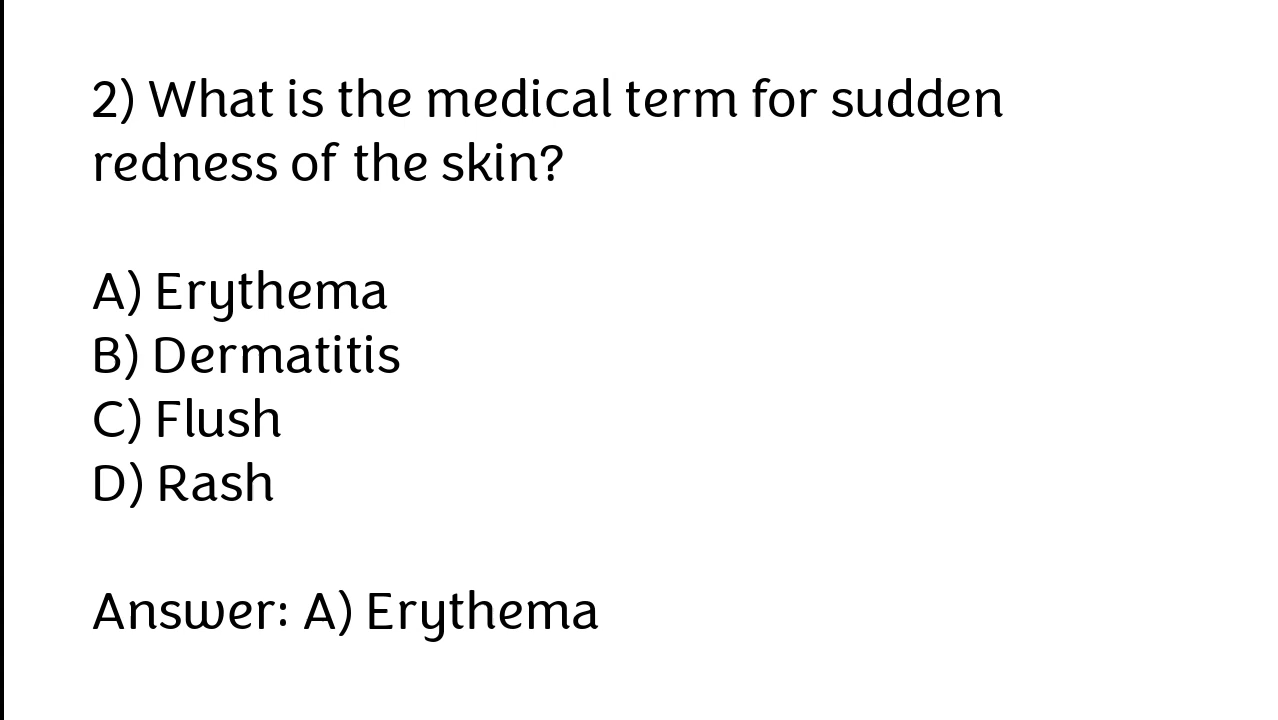 2) What is the medical term for sudden
redness of the skin?
A) Erythema
B) Dermatitis
C) Flush
D) Rash
Answer: A) Erythema